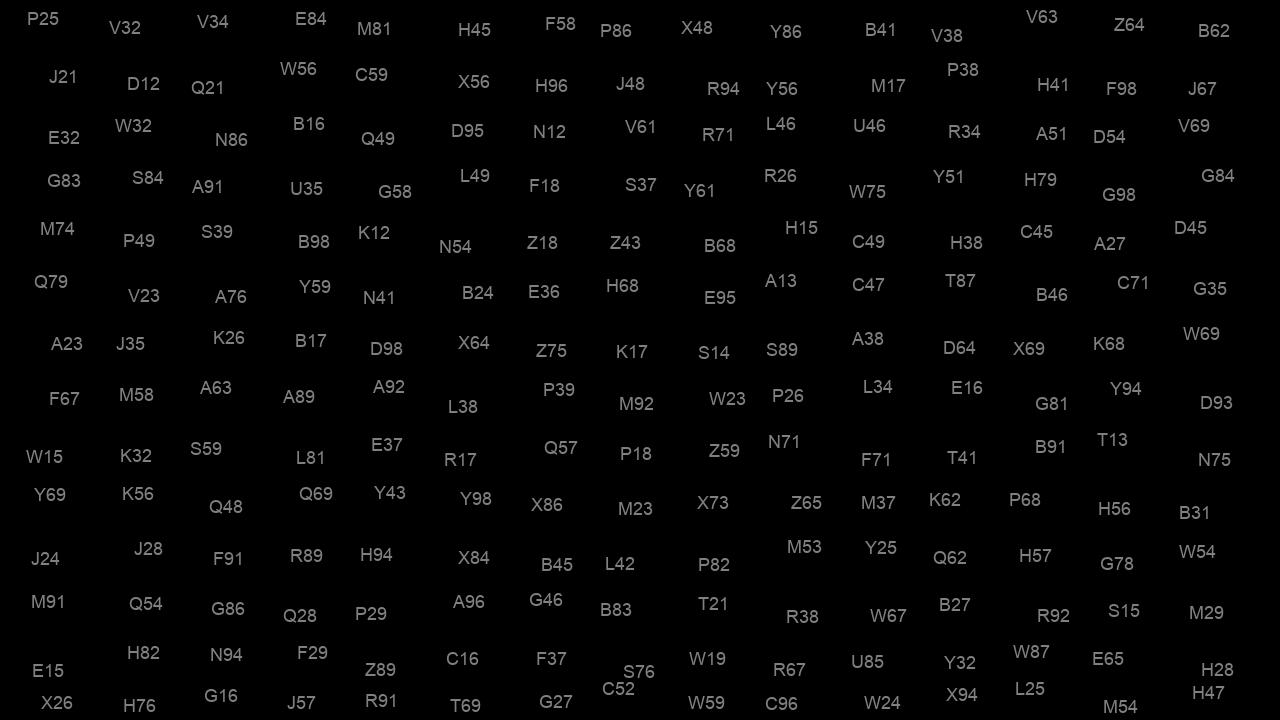 P25 V32 V34 E84 M81 H45 F58 P86 X48 Y86 B41 V38 V63 Z64 B62
J21 D12 Q21 W56 C59 X56 H96 J48 R94 Y56 M17 P38 H41 F98 J67
E32 W32 N86 B16 Q49 D95 N12 V61 R71 L46 U46 R34 A51 D54 V69
G83 S84 A91 U35 G58 L49 F18 S37 Y61 R26 W75 Y51 H79 G98 G84
M74 P49 S39 B98 K12 N54 Z18 Z43 B68 H15 C49 H38 C45 A27 D45
Q79 V23 A76 Y59 N41 B24 E36 H68 E95 A13 C47 T87 B46 C71 G35
A23 J35 K26 B17 D98 X64 Z75 K17 S14 S89 A38 D64 X69 K68 W69
F67 M58 A63 A89 A92 L38 P39 M92 W23 P26 L34 E16 G81 Y94 D93
W15 K32 S59 L81 E37 R17 Q57 P18 Z59 N71 F71 T41 B91 T13 N75
Y69 K56 Q48 Q69 Y43 Y98 X86 M23 X73 Z65 M37 K62 P68 H56 B31
J24 J28 F91 R89 H94 X84 B45 L42 P82 M53 Y25 Q62 H57 G78 W54
M91 Q54 G86 Q28 P29 A96 G46 B83 T21 R38 W67 B27 R92 S15 M29
E15 H82 N94 F29 Z89 C16 F37 S76 W19 R67 U85 Y32 W87 E65 H28
X26 H76 G16 J57 R91 T69 G27 C52 W59 C96 W24 X94 L25 M54 H47